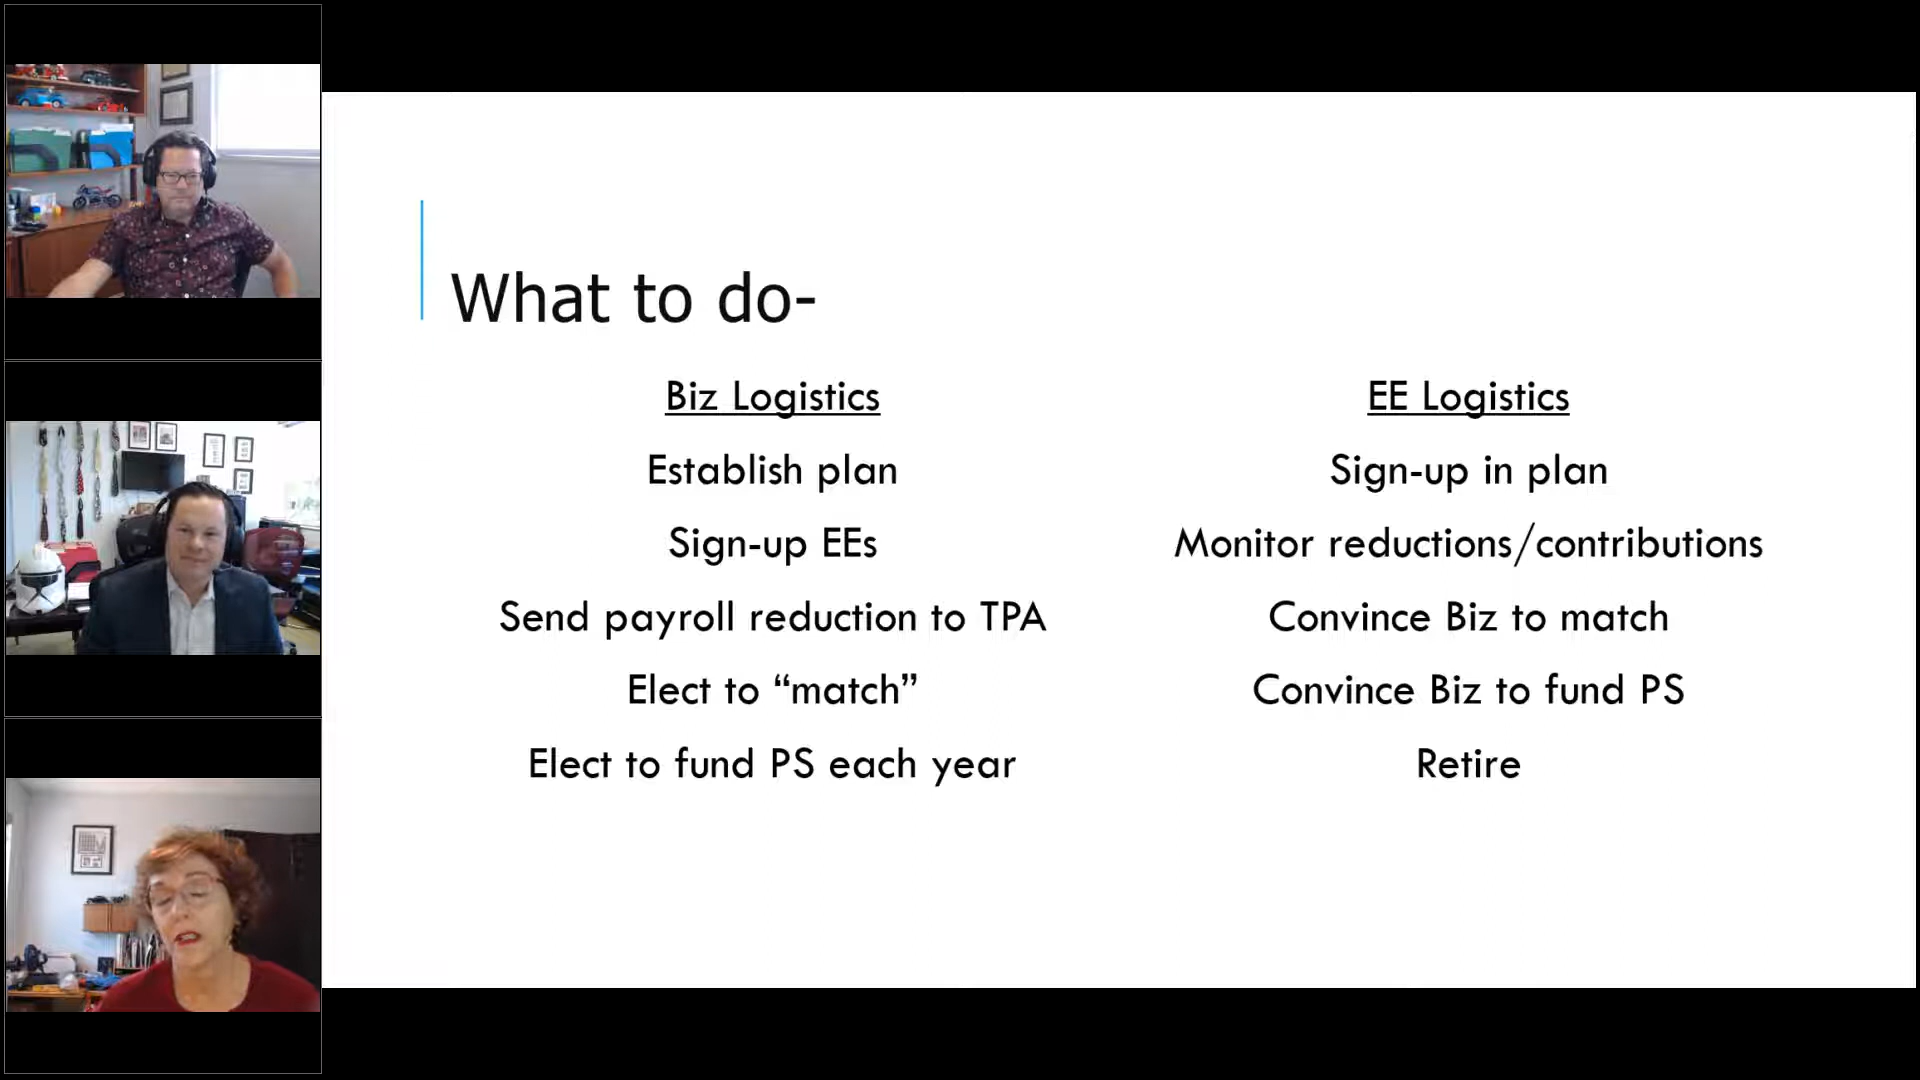 What to do-
Biz Logistics
Establish plan
Sign-up EEs
Send payroll reduction to TPA
Elect to “match”
Elect to fund PS each year
EE Logistics
Sign-up in plan
Monitor reductions/contributions
Convince Biz to match
Convince Biz to fund PS
Retire